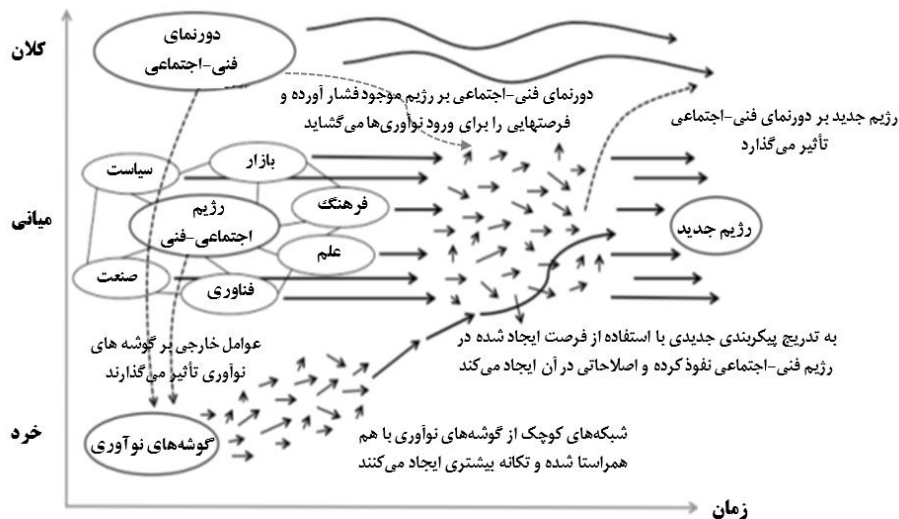 کلان
دورنمای
فنی-اجتماعی
دورنمای فنی-اجتماعی بر رژیم موجود فشار آورده و
فرصتهایی را برای ورود نوآوری‌ها می‌گشاید
رژیم جدید بر دورنمای فنی-اجتماعی
تأثیر می‌گذارد
میانی
سیاست
بازار
فرهنگ
رژیم
اجتماعی-فنی
علم
صنعت
فناوری
رژیم جدید
عوامل خارجی بر گوشه های
نوآوری تأثیر می‌گذارند
به تدریج پیکربندی جدیدی با استفاده از فرصت ایجاد شده در
رژیم فنی-اجتماعی نفوذ کرده و اصلاحاتی در آن ایجاد می‌کند
خرد
گوشه‌های نوآوری
شبکه‌های کوچک از گوشه‌های نوآوری با هم
همراستا شده و تکانه بیشتری ایجاد می‌کنند
زمان